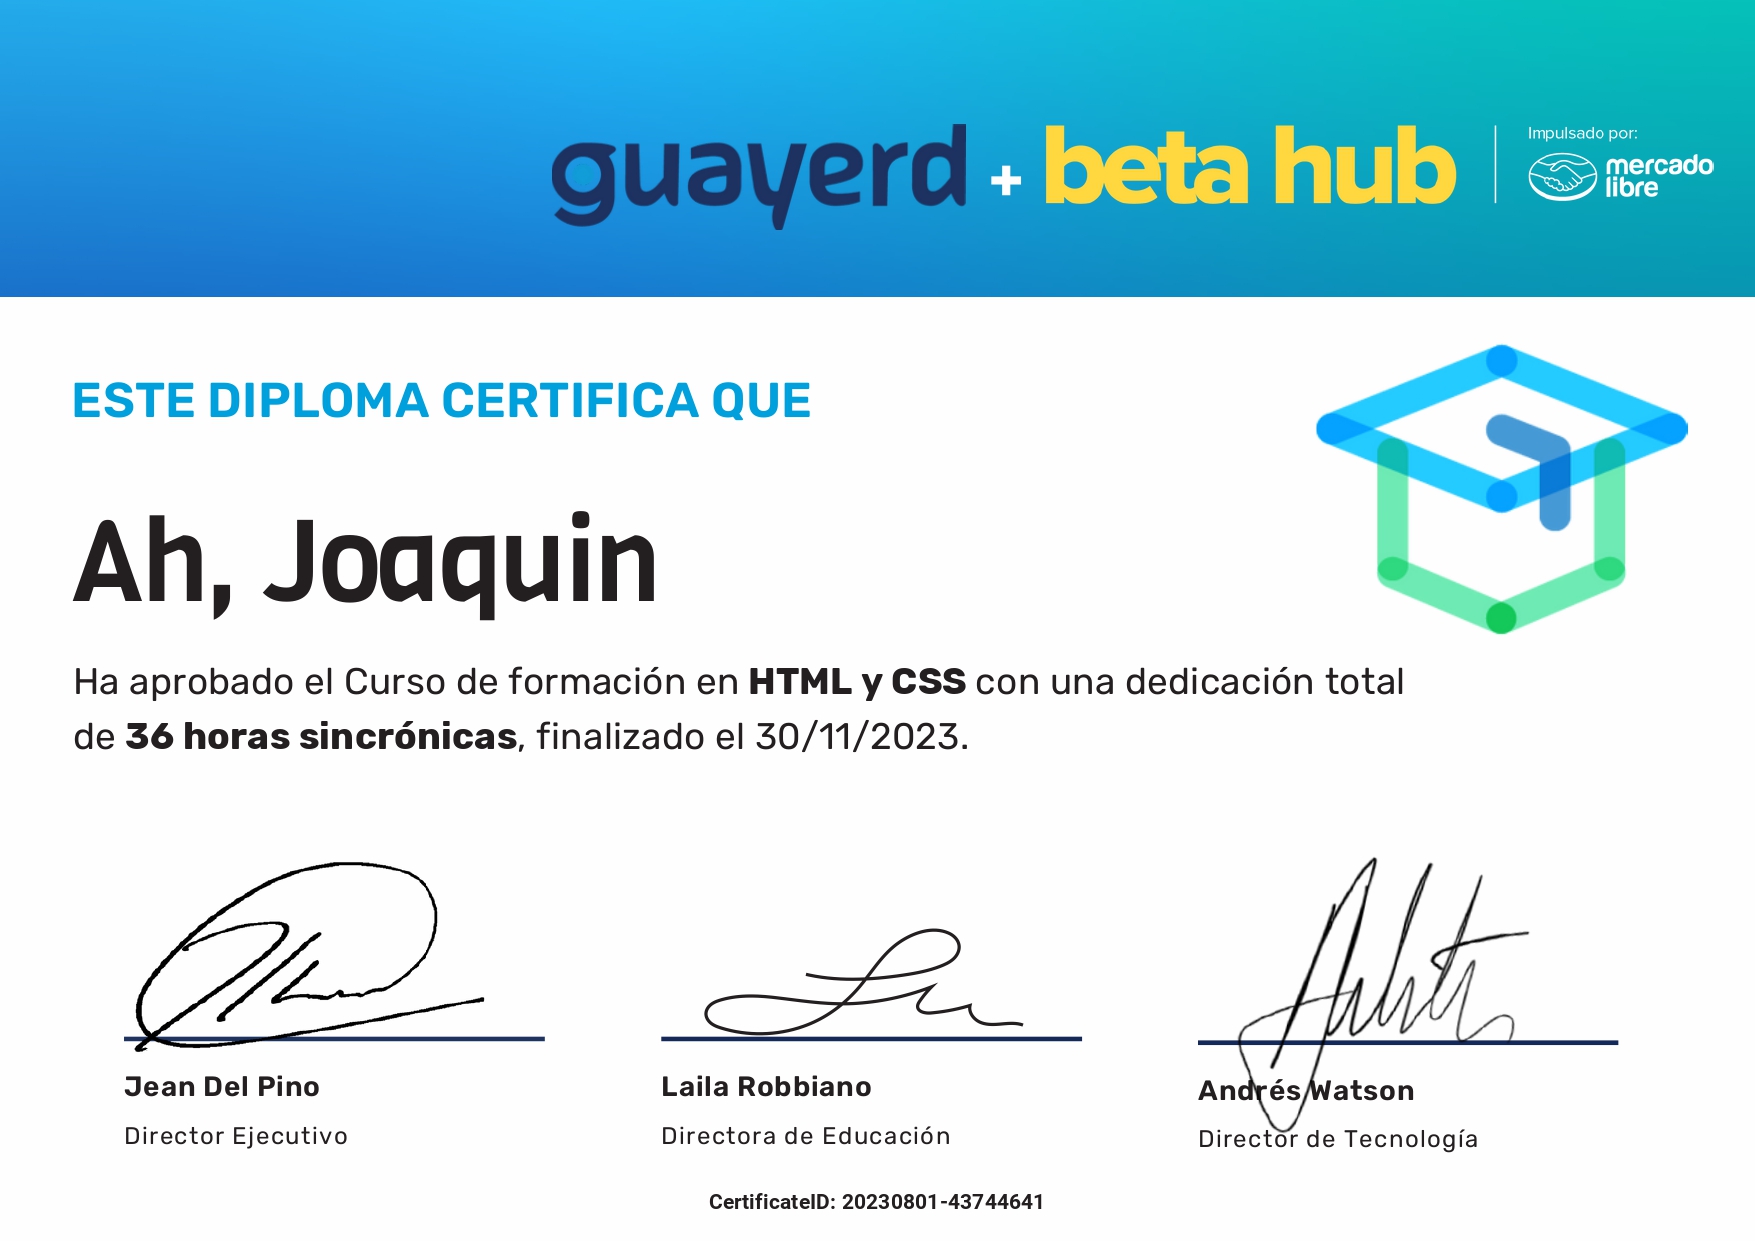 guayerd + beta hub
Impulsado por:
mercado
libre
ESTE DIPLOMA CERTIFICA QUE
Ah, Joaquin
Ha aprobado el Curso de formación en HTML y CSS con una dedicación total
de 36 horas sincrónicas, finalizado el 30/11/2023.
Jean Del Pino
Director Ejecutivo
Laila Robbiano
Directora de Educación
Andrés Watson
Director de Tecnología
CertificateID: 20230801-43744641